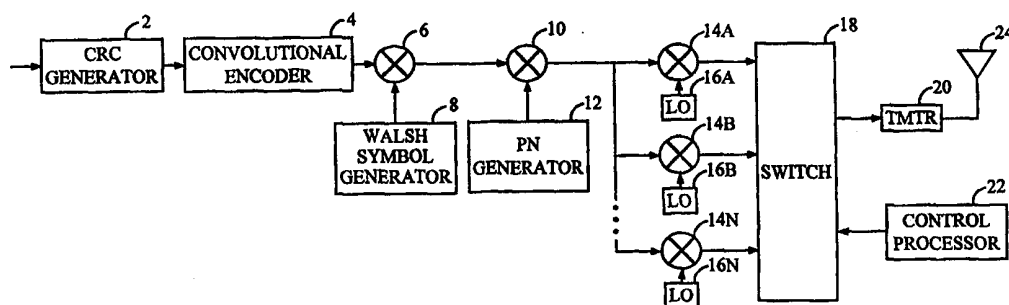 2
CRC
GENERATOR
4
CONVOLUTIONAL
ENCODER
6
8
WALSH
SYMBOL
GENERATOR
10
12
PN
GENERATOR
14A
16A
LO
14B
16B
LO
14N
16N
LO
18
SWITCH
20
TMTR
24
22
CONTROL
PROCESSOR